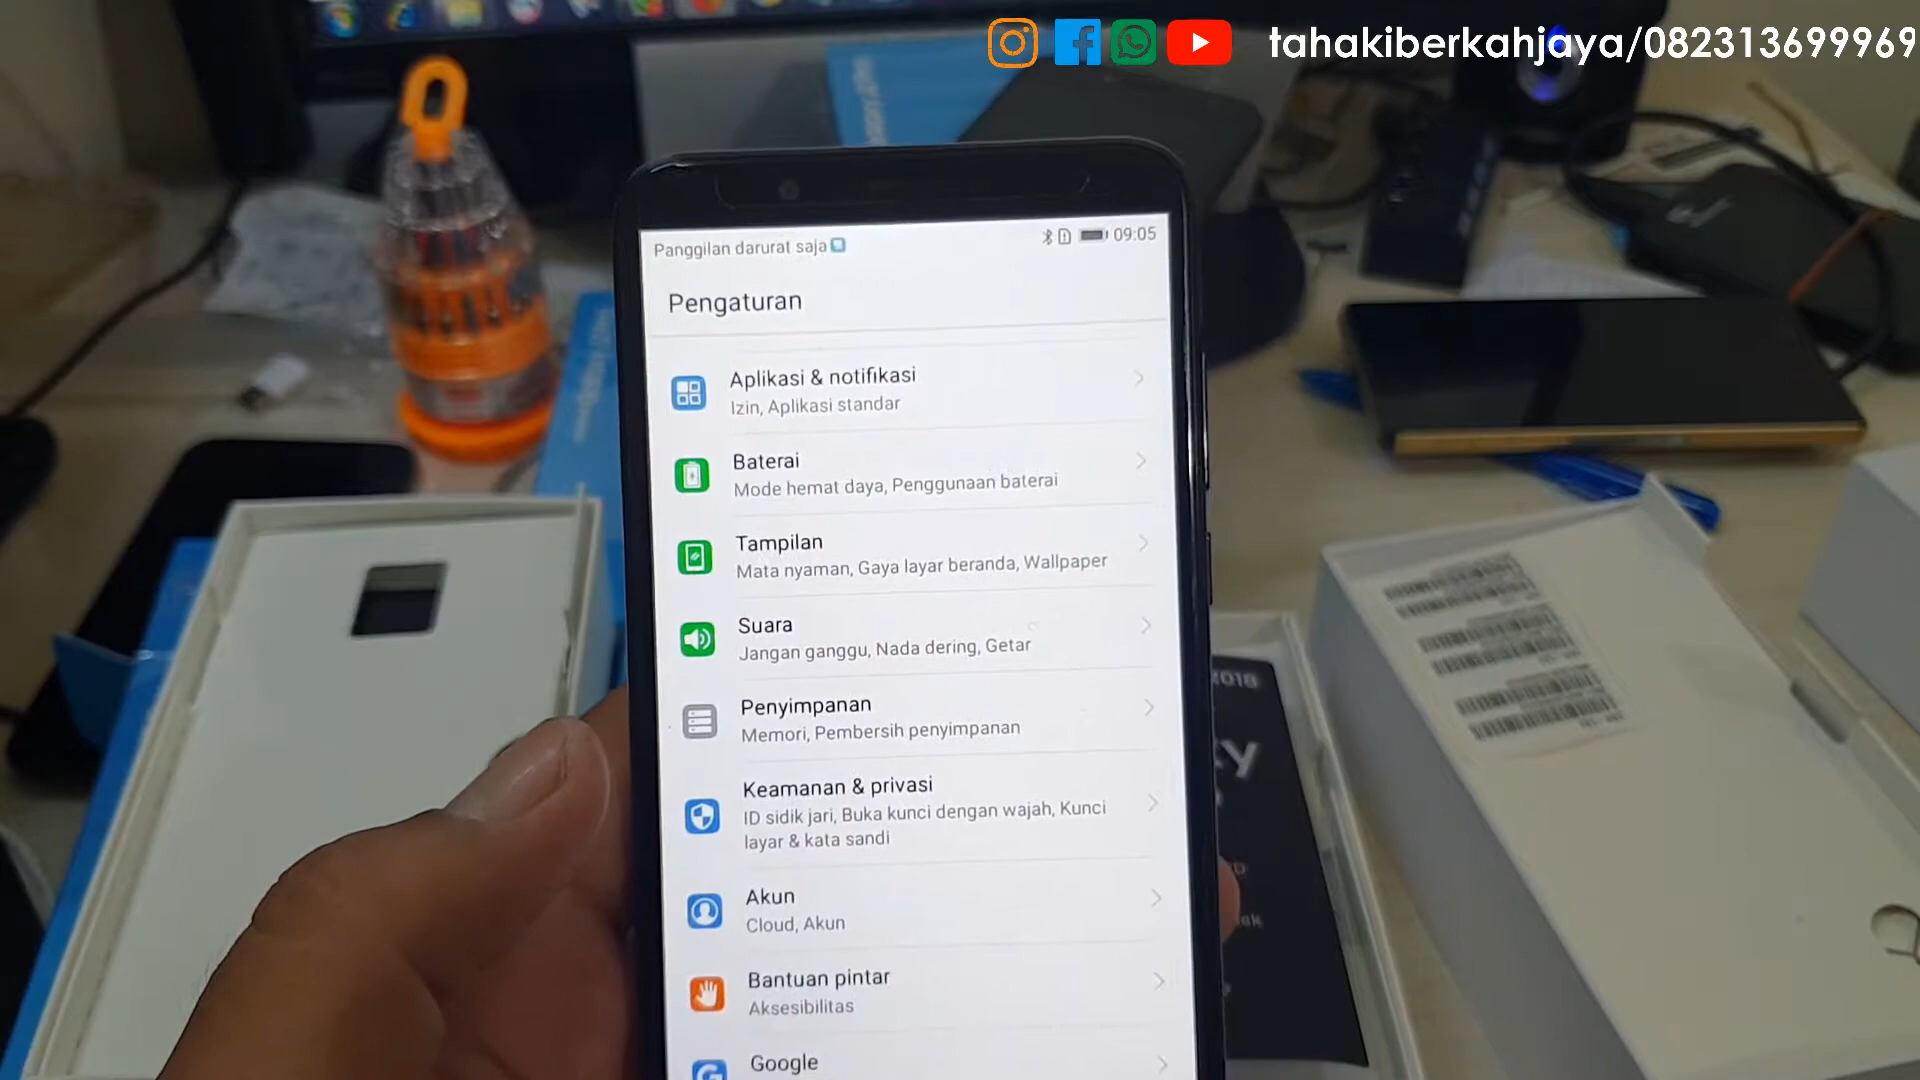 tahakiberkahjaya/082313699969
Panggilan darurat saja
09:05
Pengaturan
Aplikasi & notifikasi
Izin, Aplikasi standar
Baterai
Mode hemat daya, Penggunaan baterai
Tampilan
Mata nyaman, Gaya layar beranda, Wallpaper
Suara
Jangan ganggu, Nada dering, Getar
Penyimpanan
Memori, Pembersih penyimpanan
Keamanan & privasi
ID sidik jari, Buka kunci dengan wajah, Kunci
layar & kata sandi
Akun
Cloud, Akun
Bantuan pintar
Aksesibilitas
Google
2018